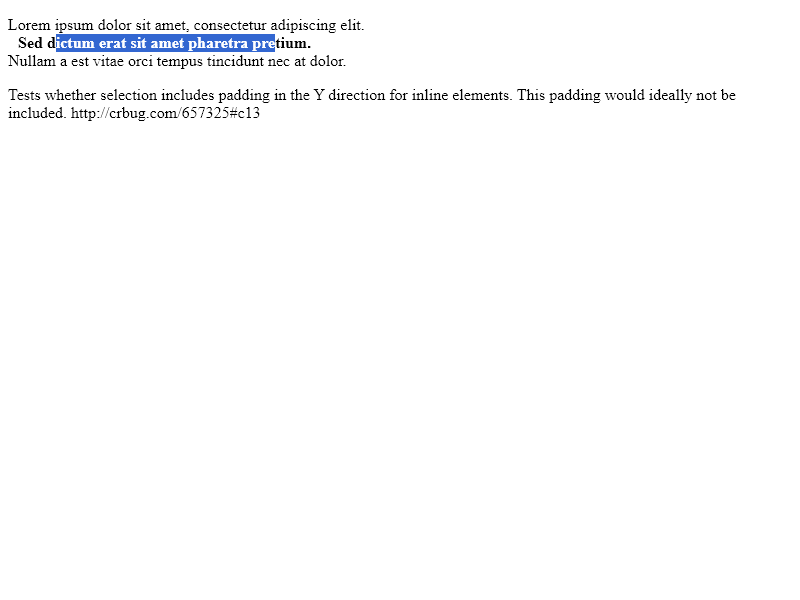 Lorem ipsum dolor sit amet, consectetur adipiscing elit.
Sed dictum erat sit amet pharetra pretium.
Nullam a est vitae orci tempus tincidunt nec at dolor.
Tests whether selection includes padding in the Y direction for inline elements. This padding would ideally not be
included. http://crbug.com/657325#c13